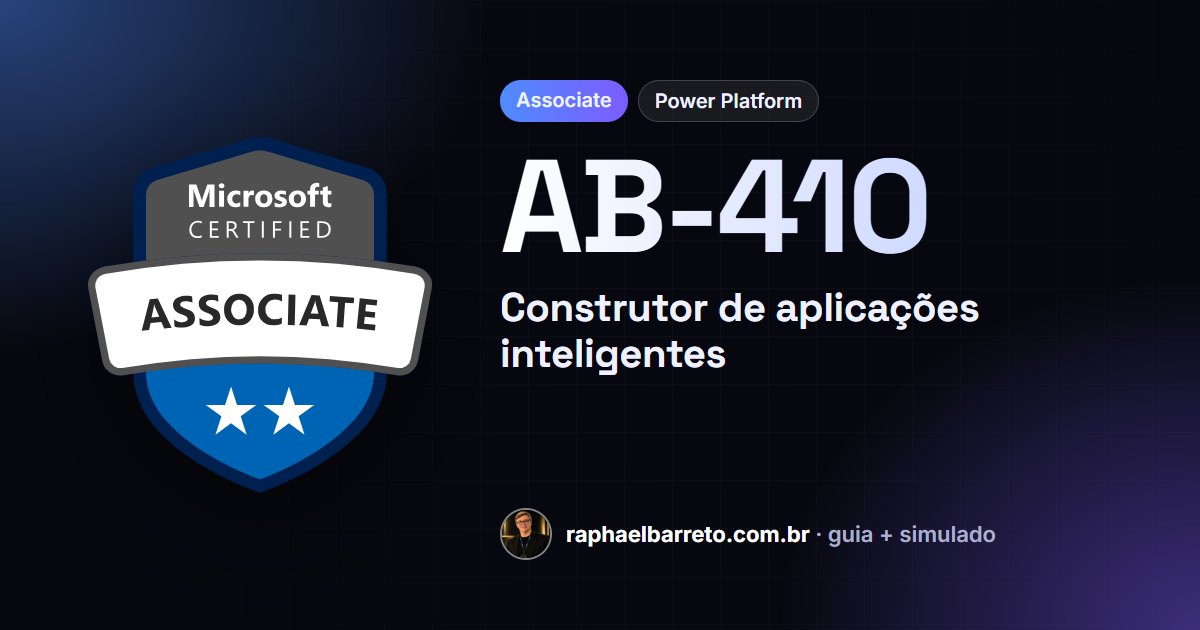 Microsoft
CERTIFIED
ASSOCIATE
Associate
Power Platform
AB-410
Construtor de aplicações
inteligentes
raphaelbarreto.com.br · guia + simulado